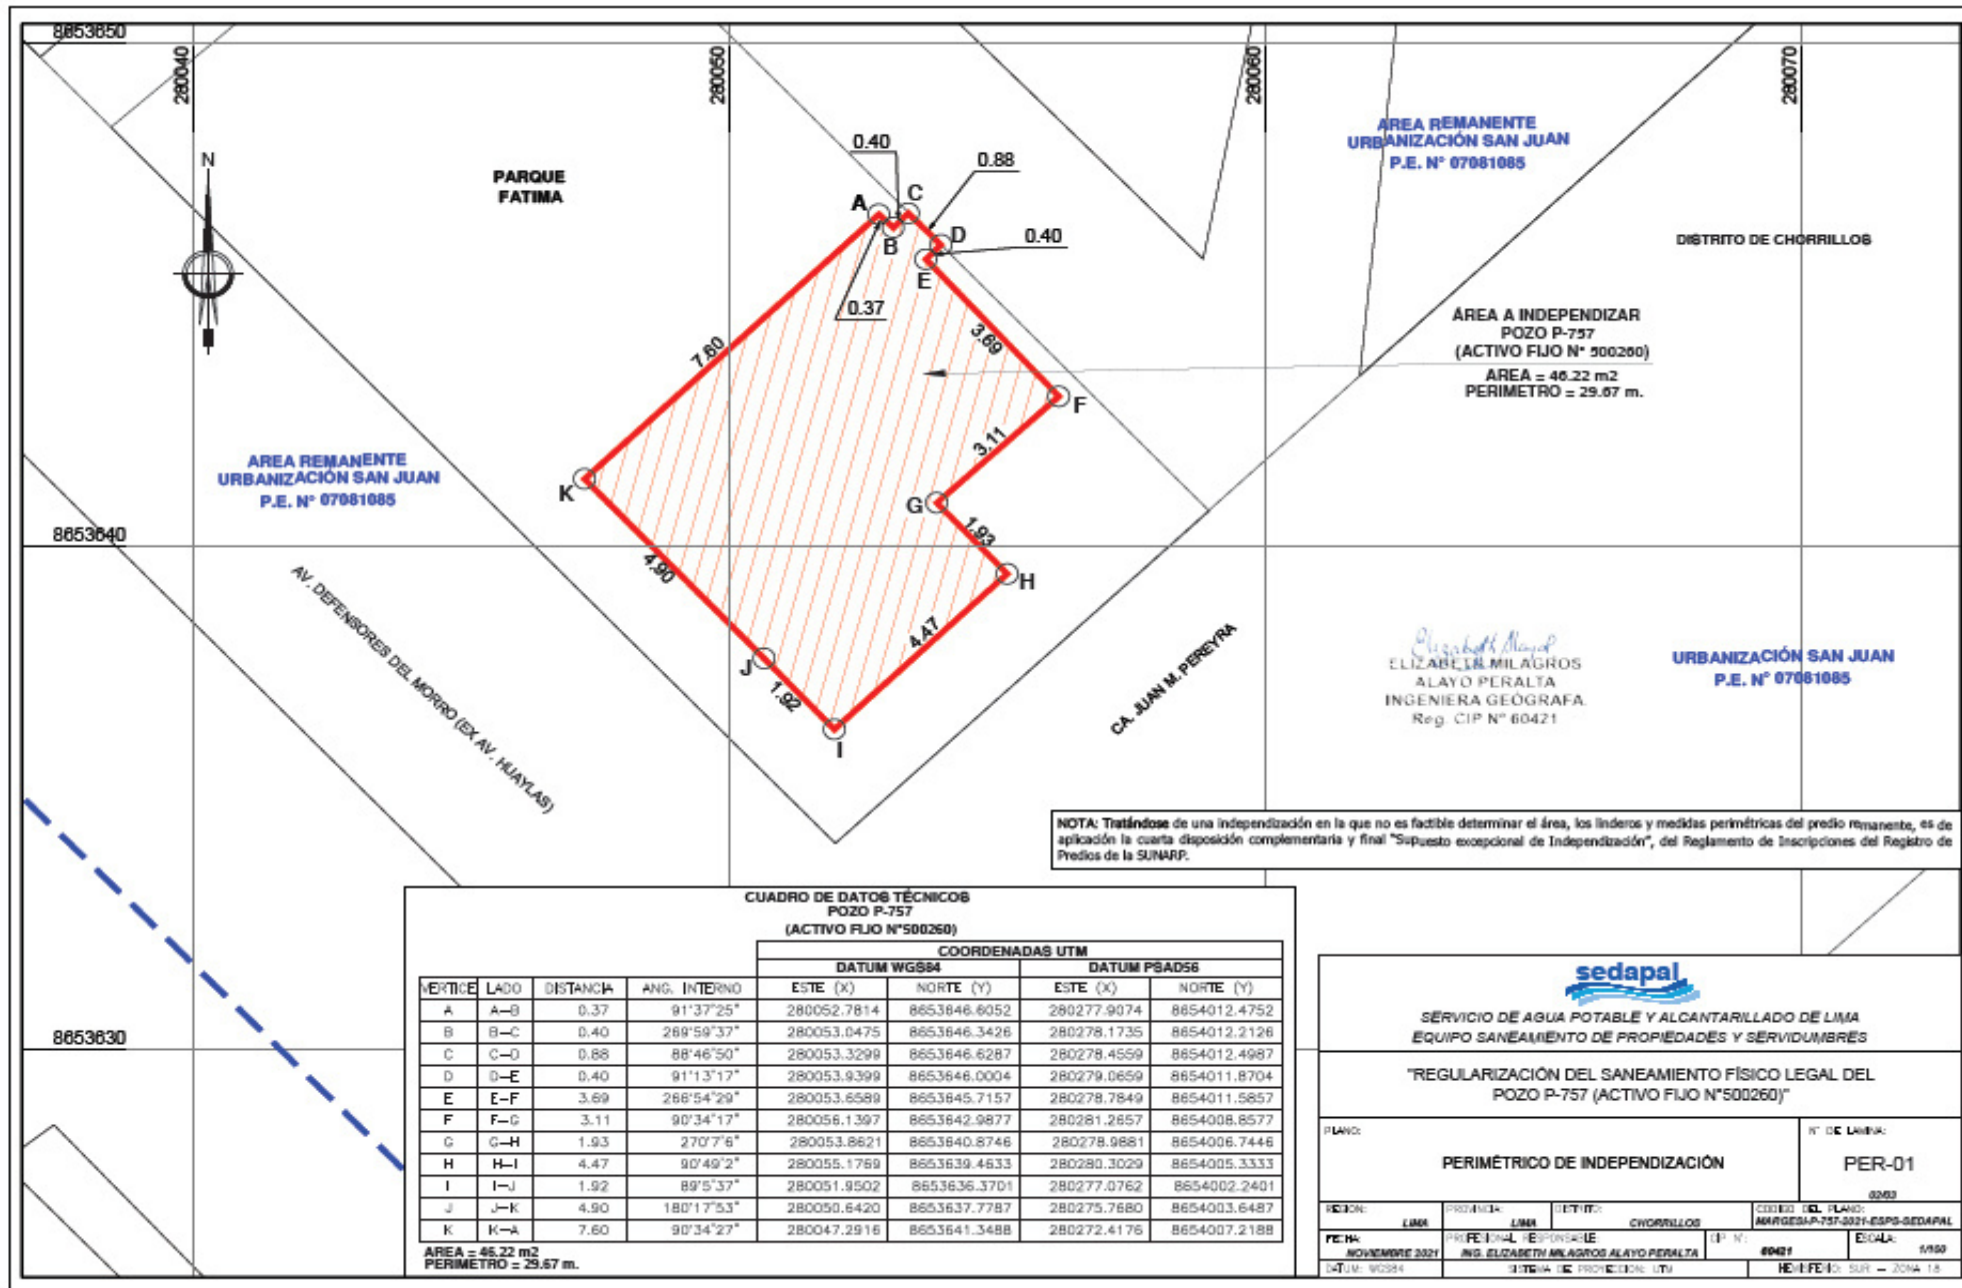 8653650
280040
280050
280060
280070
N
PARQUE
FATIMA
0.40
0.88
A
C
B
D
E
0.40
0.37
AREA REMANENTE
URBANIZACIÓN SAN JUAN
P.E. N° 07081085
DISTRITO DE CHORRILLOS
ÁREA A INDEPENDIZAR
POZO P-757
(ACTIVO FIJO N° 500260)
AREA = 46.22 m2
PERIMETRO = 29.67 m.
7.60
3.69
F
3.11
AREA REMANENTE
URBANIZACIÓN SAN JUAN
P.E. N° 07081085
K
G
8653640
1.93
H
4.90
4.47
J
1.92
I
AV. DEFENSORES DEL MORRO (EX AV. HUAYLAS)
CA. JUAN M. PEREYRA
ELIZABETH MILAGROS
ALAYO PERALTA
INGENIERA GEÓGRAFA
Reg. CIP N° 60421
URBANIZACIÓN SAN JUAN
P.E. N° 07081085
NOTA: Tratándose de una independización en la que no es factible determinar el área, los linderos y medidas perimétricas del predio remanente, es de
aplicación la cuarta disposición complementaria y final "Supuesto excepcional de Independización", del Reglamento de Inscripciones del Registro de
Predios de la SUNARP.
8653630
CUADRO DE DATOS TÉCNICOS
POZO P-757
(ACTIVO FIJO N°500260)
COORDENADAS UTM
DATUM WGS84 DATUM PSAD56
VERTICE LADO DISTANCIA ANG. INTERNO ESTE (X) NORTE (Y) ESTE (X) NORTE (Y)
A A-B 0.37 91°37'25" 280052.7814 8653646.6052 280277.9074 8654012.4752
B B-C 0.40 269°59'37" 280053.0475 8653646.3426 280278.1735 8654012.2126
C C-D 0.88 88°46'50" 280053.3299 8653646.6287 280278.4559 8654012.4987
D D-E 0.40 91°13'17" 280053.9399 8653646.0004 280279.0659 8654011.8704
E E-F 3.69 266°54'29" 280053.6589 8653645.7157 280278.7849 8654011.5857
F F-G 3.11 90°34'17" 280056.1397 8653642.9877 280281.2657 8654008.8577
G G-H 1.93 270°7'6" 280053.8621 8653640.8746 280278.9881 8654006.7446
H H-I 4.47 90°49'2" 280055.1769 8653639.4633 280280.3029 8654005.3333
I I-J 1.92 89°5'37" 280051.9502 8653636.3701 280277.0762 8654002.2401
J J-K 4.90 180°17'53" 280050.6420 8653637.7787 280275.7680 8654003.6487
K K-A 7.60 90°34'27" 280047.2916 8653641.3488 280272.4176 8654007.2188
AREA = 46.22 m2
PERIMETRO = 29.67 m.
sedapal
SERVICIO DE AGUA POTABLE Y ALCANTARILLADO DE LIMA
EQUIPO SANEAMIENTO DE PROPIEDADES Y SERVIDUMBRES
"REGULARIZACIÓN DEL SANEAMIENTO FÍSICO LEGAL DEL
POZO P-757 (ACTIVO FIJO N°500260)"
PLANO: N° DE LAMINA:
PERIMÉTRICO DE INDEPENDIZACIÓN PER-01
02/03
REGION: PROVINCIA: DISTRITO: CODIGO DEL PLANO:
LIMA LIMA CHORRILLOS MARGESI-P-757-2021-ESPS-SEDAPAL
FECHA: PROFESIONAL RESPONSABLE: CIP N°: ESCALA:
NOVIEMBRE 2021 ING. ELIZABETH MILAGROS ALAYO PERALTA 60421 1/150
DATUM: WGS84 SISTEMA DE PROYECCION: UTM HEMISFERIO: SUR - ZONA 18